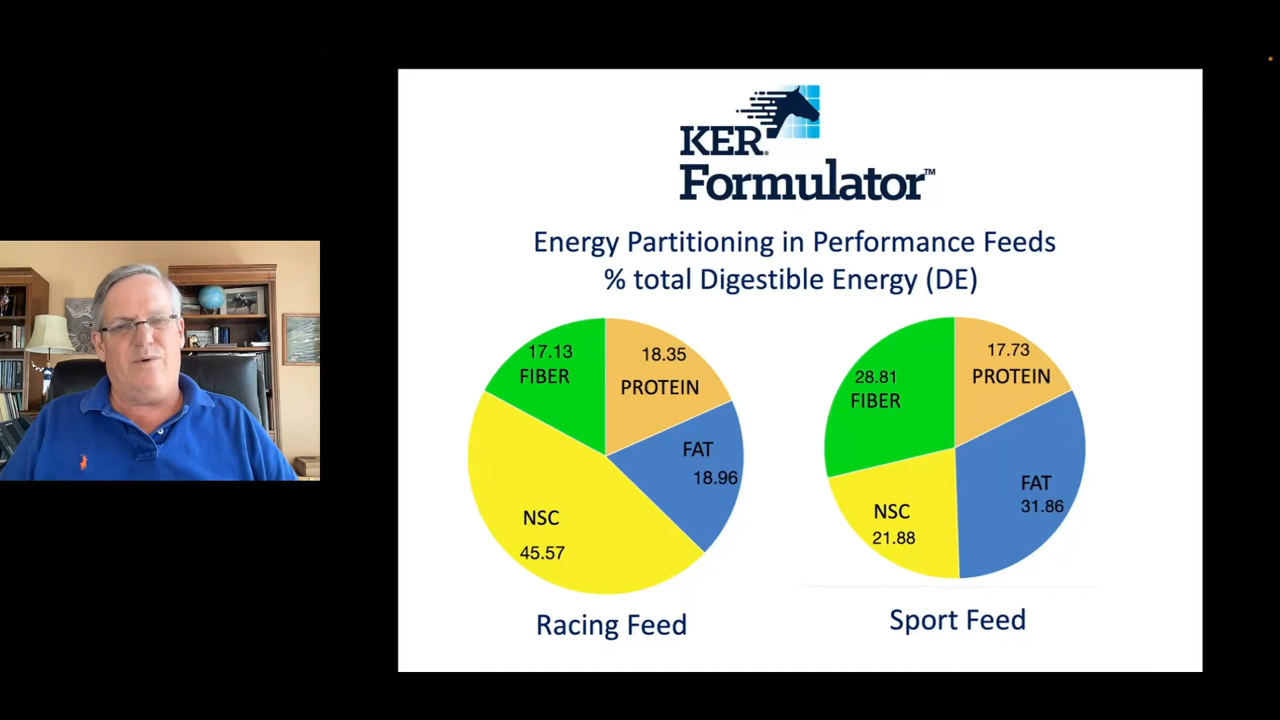 KER®
Formulator™
Energy Partitioning in Performance Feeds
% total Digestible Energy (DE)
17.13
FIBER
18.35
PROTEIN
FAT
18.96
NSC
45.57
Racing Feed
28.81
FIBER
17.73
PROTEIN
FAT
31.86
NSC
21.88
Sport Feed